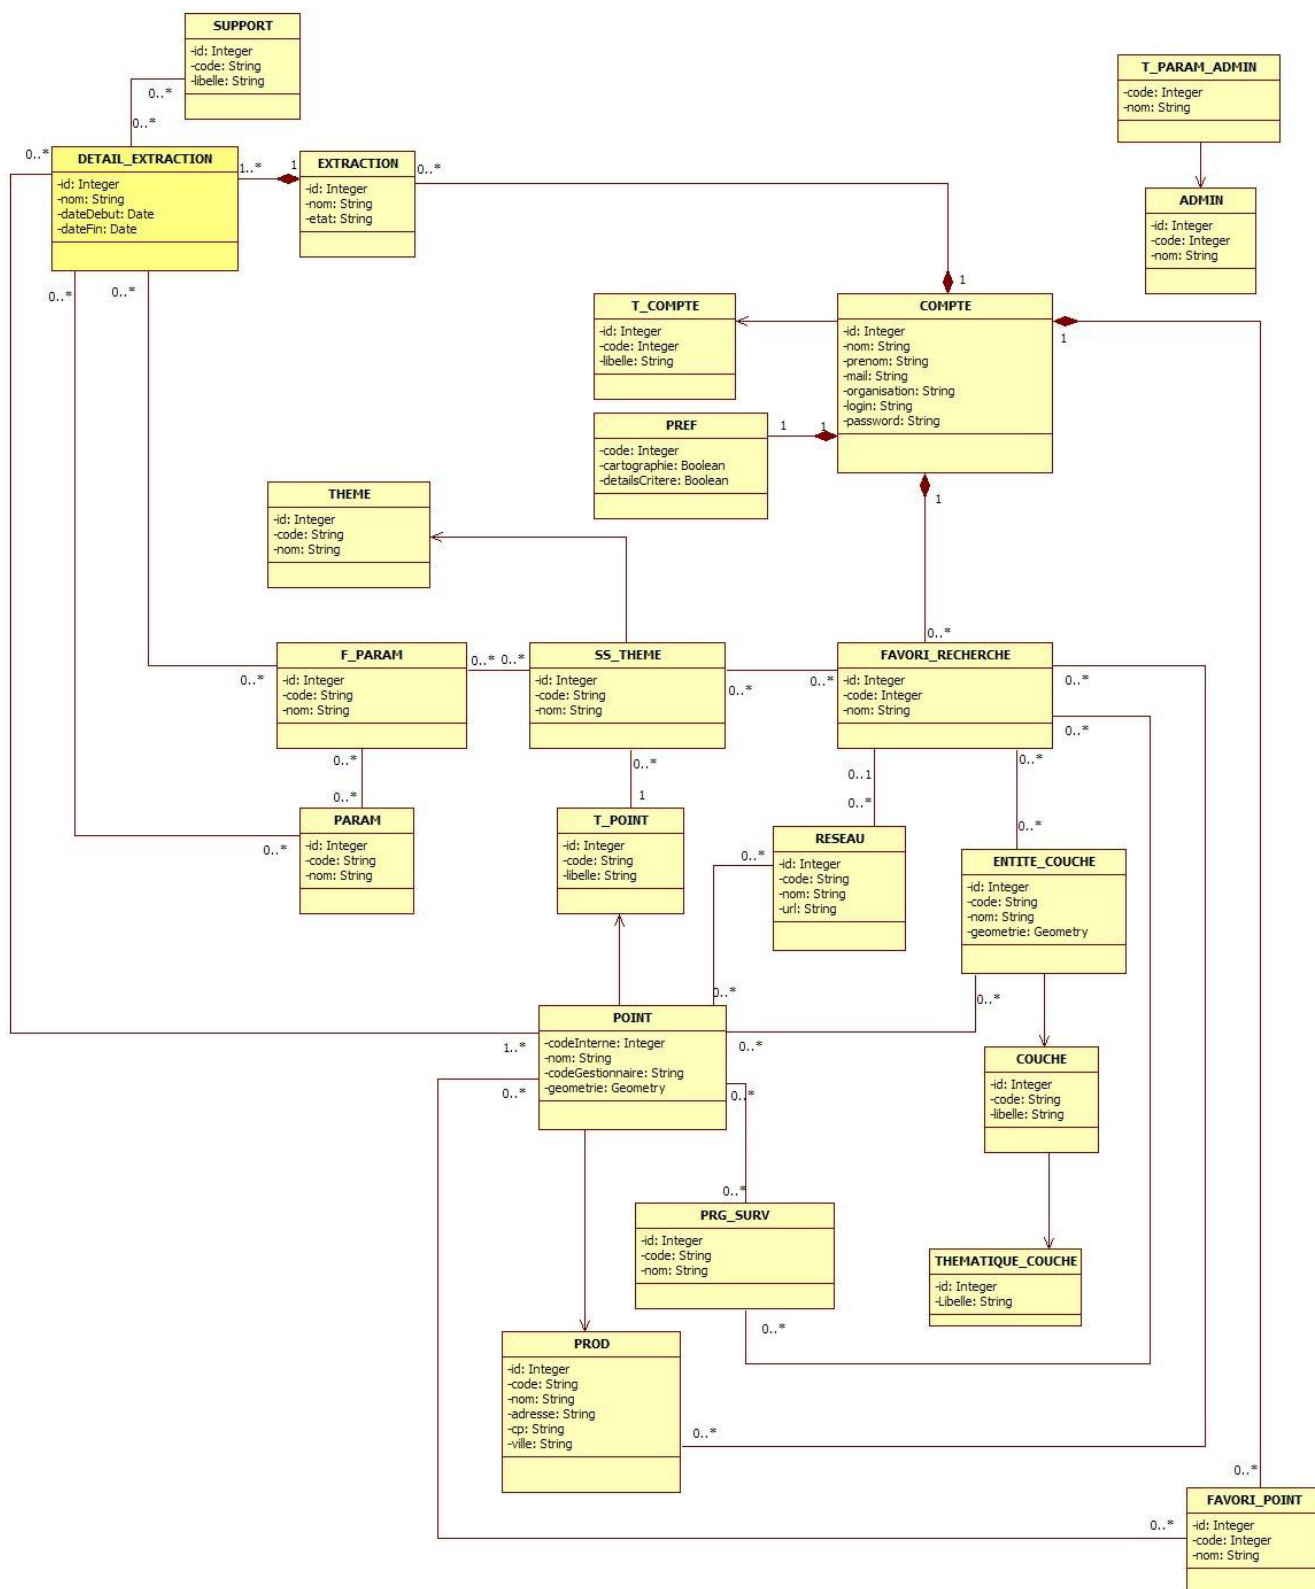 SUPPORT
-id: Integer
-code: String
-libelle: String
0..*
0..*
T_PARAM_ADMIN
-code: Integer
-nom: String
0..*
DETAIL_EXTRACTION
-id: Integer
-nom: String
-dateDebut: Date
-dateFin: Date
1..*
1
EXTRACTION
-id: Integer
-nom: String
-etat: String
0..*
ADMIN
-id: Integer
-code: Integer
-nom: String
0..*
0..*
1
T_COMPTE
-id: Integer
-code: Integer
-libelle: String
COMPTE
-id: Integer
-nom: String
-prenom: String
-mail: String
-organisation: String
-login: String
-password: String
1
PREF
-code: Integer
-cartographie: Boolean
-detailsCritere: Boolean
1
1
1
THEME
-id: Integer
-code: String
-nom: String
0..*
F_PARAM
-id: Integer
-code: String
-nom: String
0..*
0..*
0..*
SS_THEME
-id: Integer
-code: String
-nom: String
0..*
0..*
FAVORI_RECHERCHE
-id: Integer
-code: Integer
-nom: String
0..*
0..*
0..*
0..*
0..*
1
0..1
0..*
0..*
0..*
PARAM
-id: Integer
-code: String
-nom: String
0..*
T_POINT
-id: Integer
-code: String
-libelle: String
RESEAU
-id: Integer
-code: String
-nom: String
-url: String
0..*
ENTITE_COUCHE
-id: Integer
-code: String
-nom: String
-geometrie: Geometry
0..*
0..*
POINT
-codeInterne: Integer
-nom: String
-codeGestionnaire: String
-geometrie: Geometry
1..*
0..*
0..*
0..*
COUCHE
-id: Integer
-code: String
-libelle: String
0..*
PRG_SURV
-id: Integer
-code: String
-nom: String
0..*
THEMATIQUE_COUCHE
-id: Integer
-Libelle: String
PROD
-id: Integer
-code: String
-nom: String
-adresse: String
-cp: String
-ville: String
0..*
0..*
FAVORI_POINT
-id: Integer
-code: Integer
-nom: String
0..*